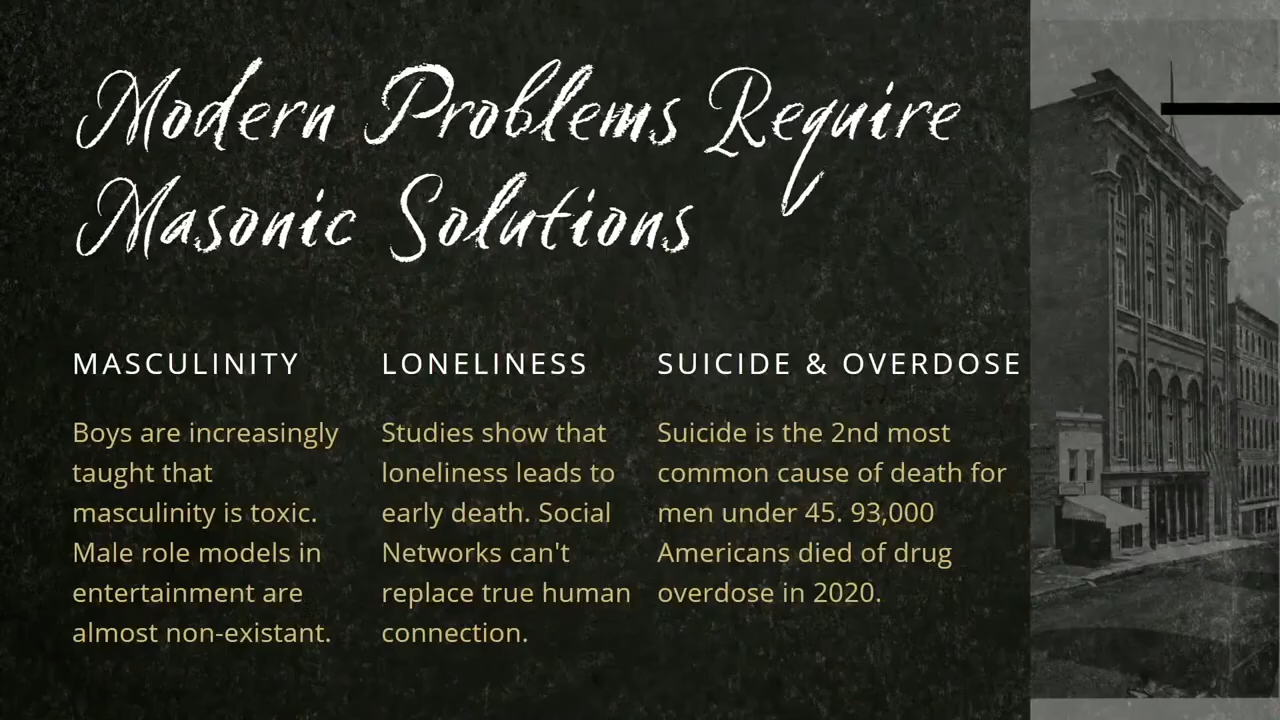 Modern Problems Require
Masonic Solutions
MASCULINITY
Boys are increasingly
taught that
masculinity is toxic.
Male role models in
entertainment are
almost non-existant.
LONELINESS
Studies show that
loneliness leads to
early death. Social
Networks can't
replace true human
connection.
SUICIDE & OVERDOSE
Suicide is the 2nd most
common cause of death for
men under 45. 93,000
Americans died of drug
overdose in 2020.